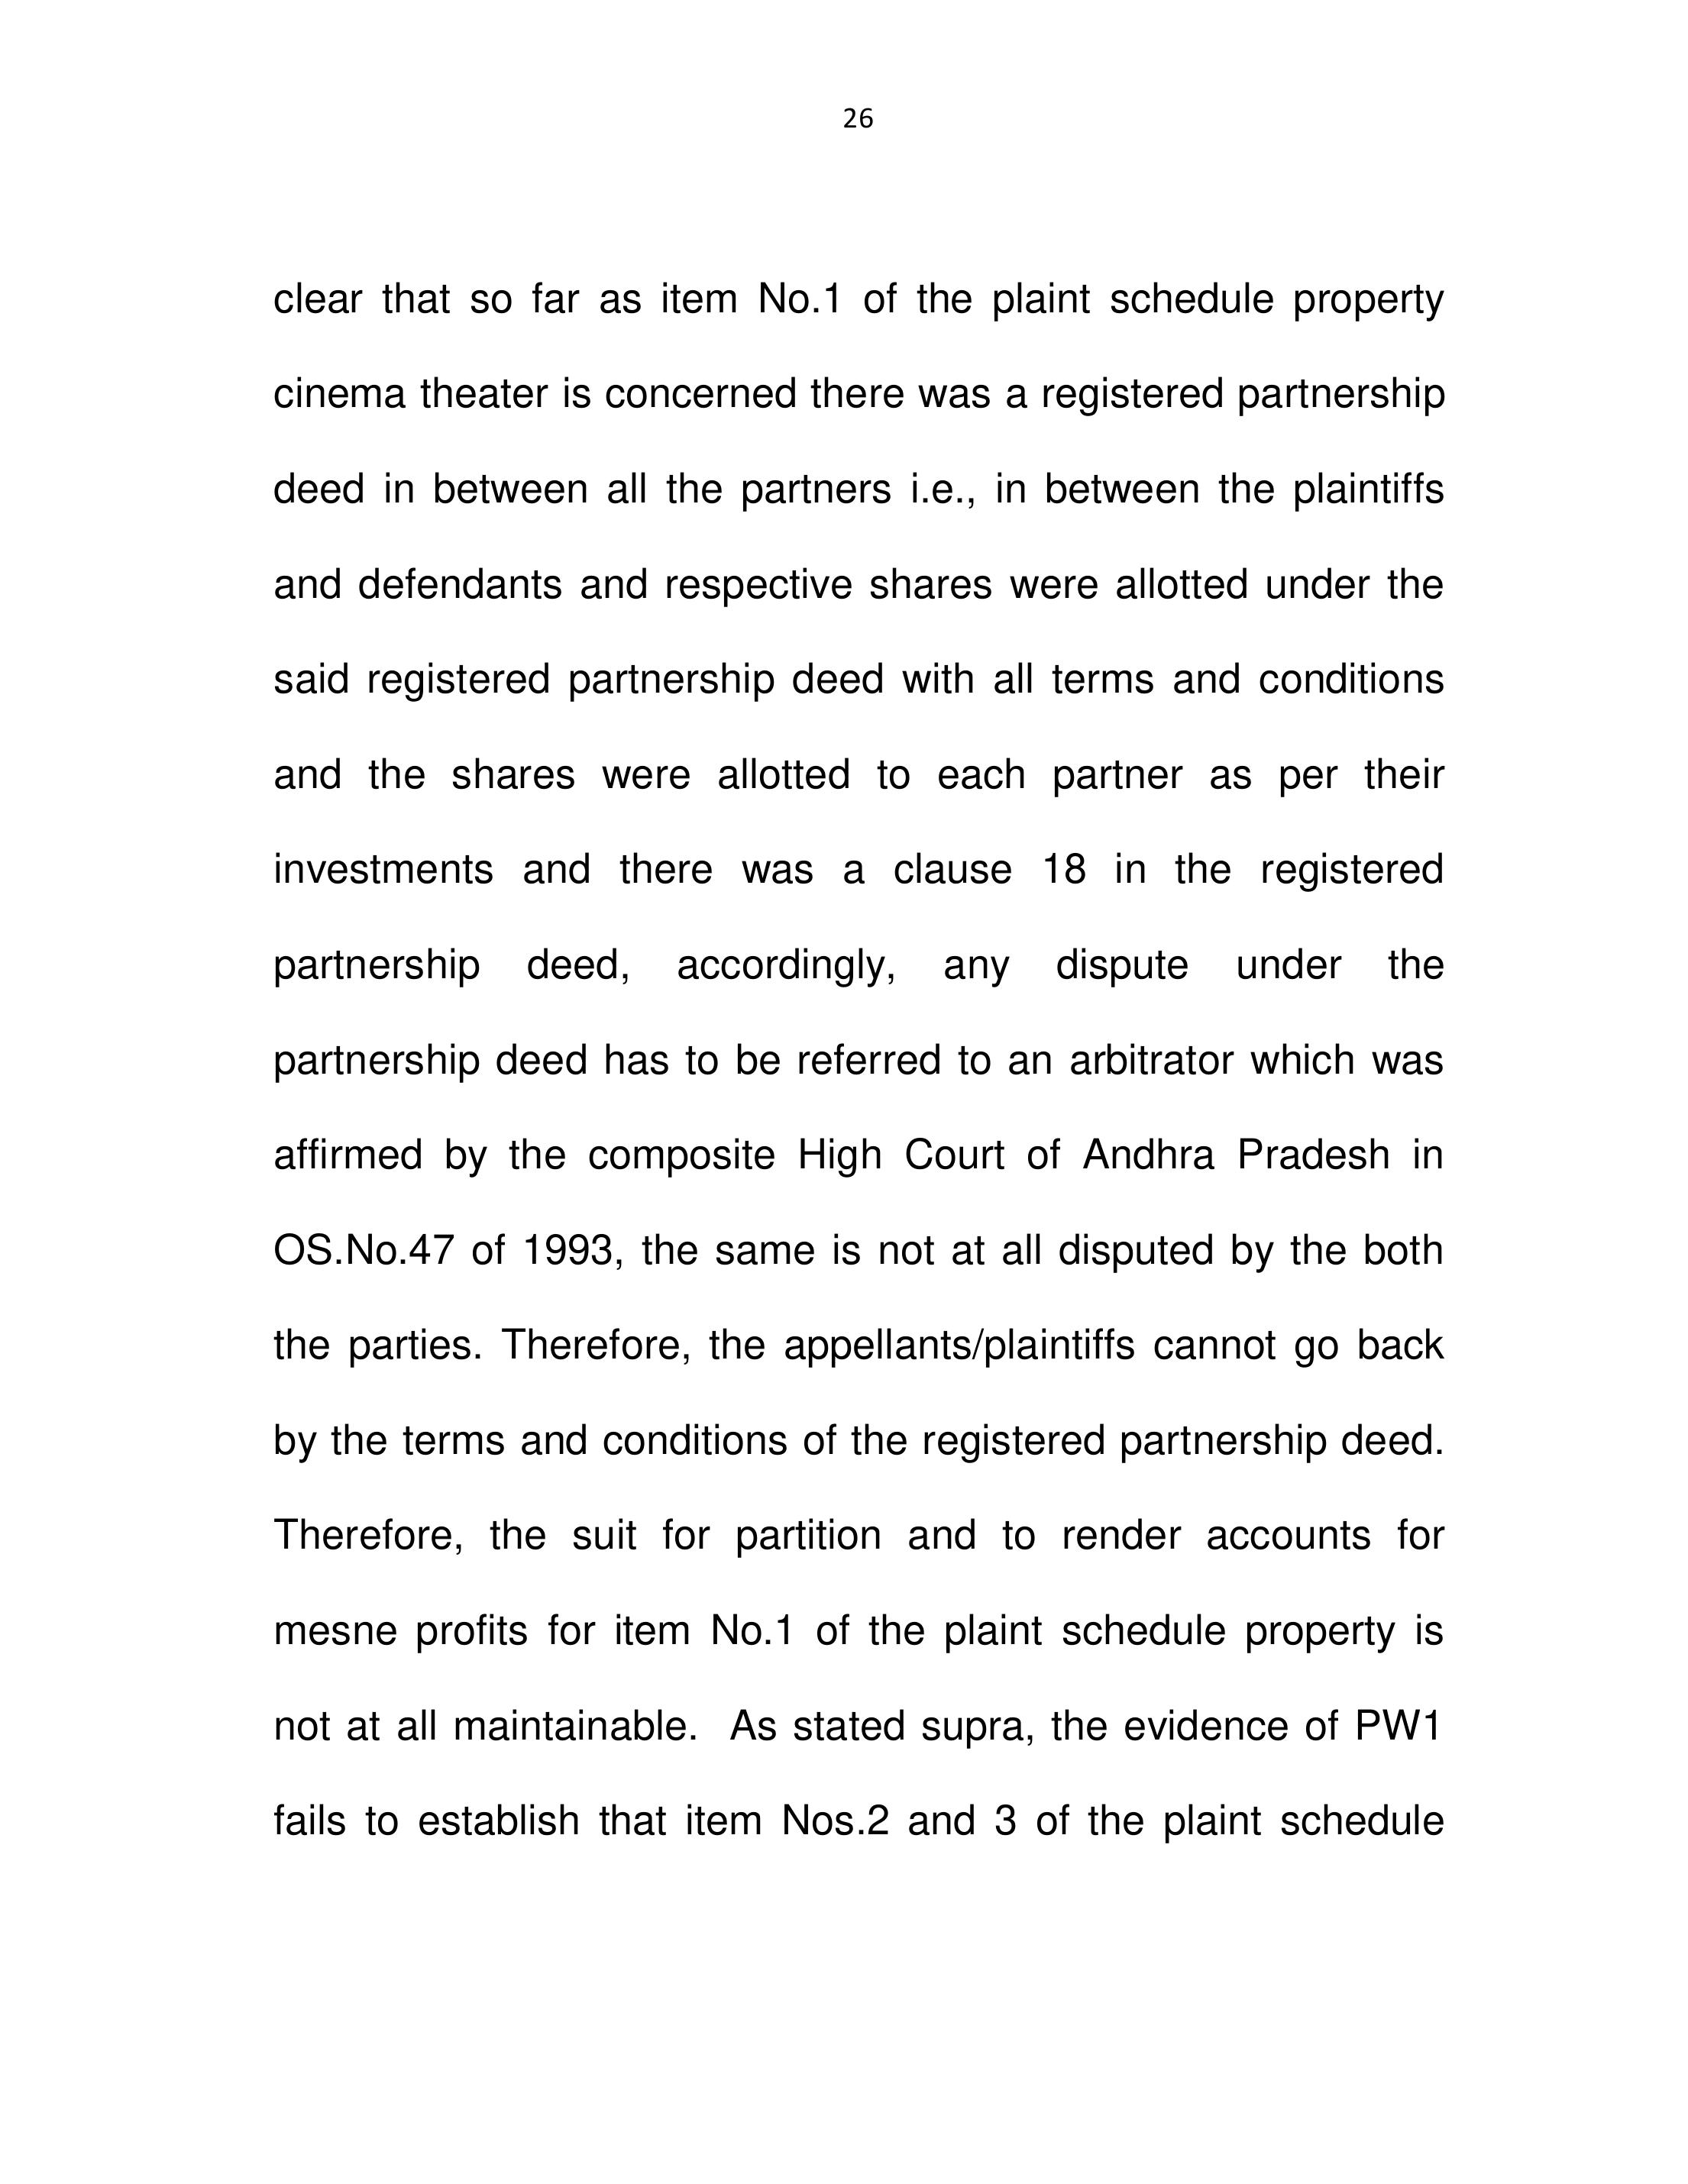 26
clear that so far as item No.1 of the plaint schedule property
cinema theater is concerned there was a registered partnership
deed in between all the partners i.e., in between the plaintiffs
and defendants and respective shares were allotted under the
said registered partnership deed with all terms and conditions
and the shares were allotted to each partner as per their
investments and there was a clause 18 in the registered
partnership deed, accordingly, any dispute under the
partnership deed has to be referred to an arbitrator which was
affirmed by the composite High Court of Andhra Pradesh in
OS.No.47 of 1993, the same is not at all disputed by the both
the parties. Therefore, the appellants/plaintiffs cannot go back
by the terms and conditions of the registered partnership deed.
Therefore, the suit for partition and to render accounts for
mesne profits for item No.1 of the plaint schedule property is
not at all maintainable. As stated supra, the evidence of PW1
fails to establish that item Nos.2 and 3 of the plaint schedule